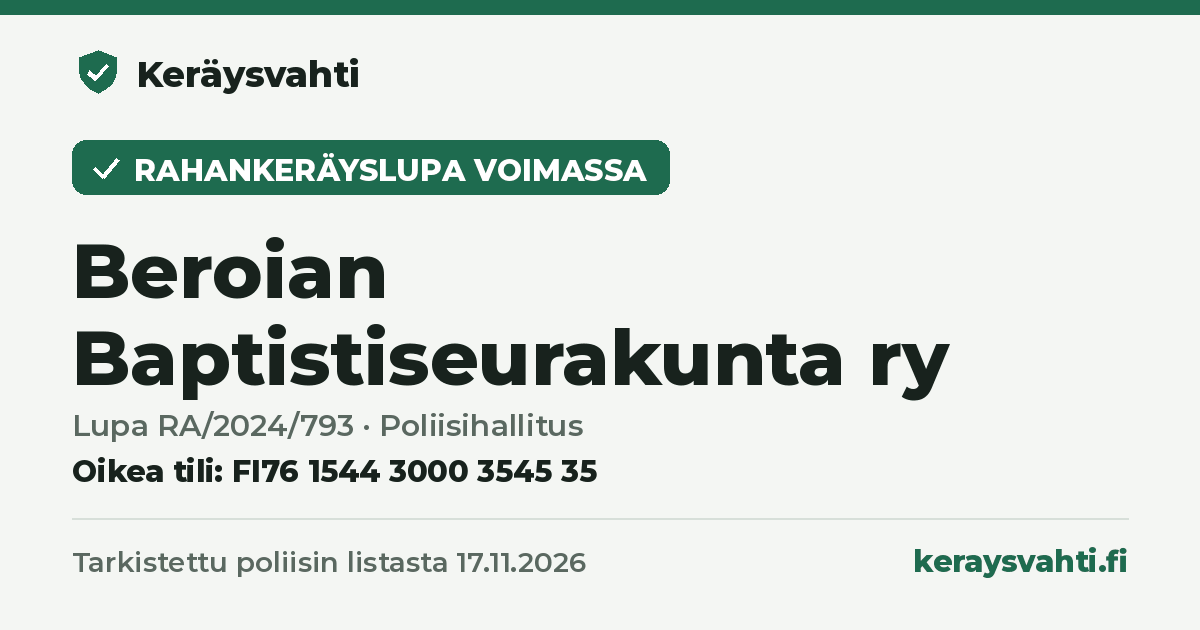 Keräysvahti
RAHANKERÄYSLUPA VOIMASSA
Beroian
Baptistiseurakunta ry
Lupa RA/2024/793 · Poliisihallitus
Oikea tili: FI76 1544 3000 3545 35
Tarkistettu poliisin listasta 17.11.2026
keraysvahti.fi